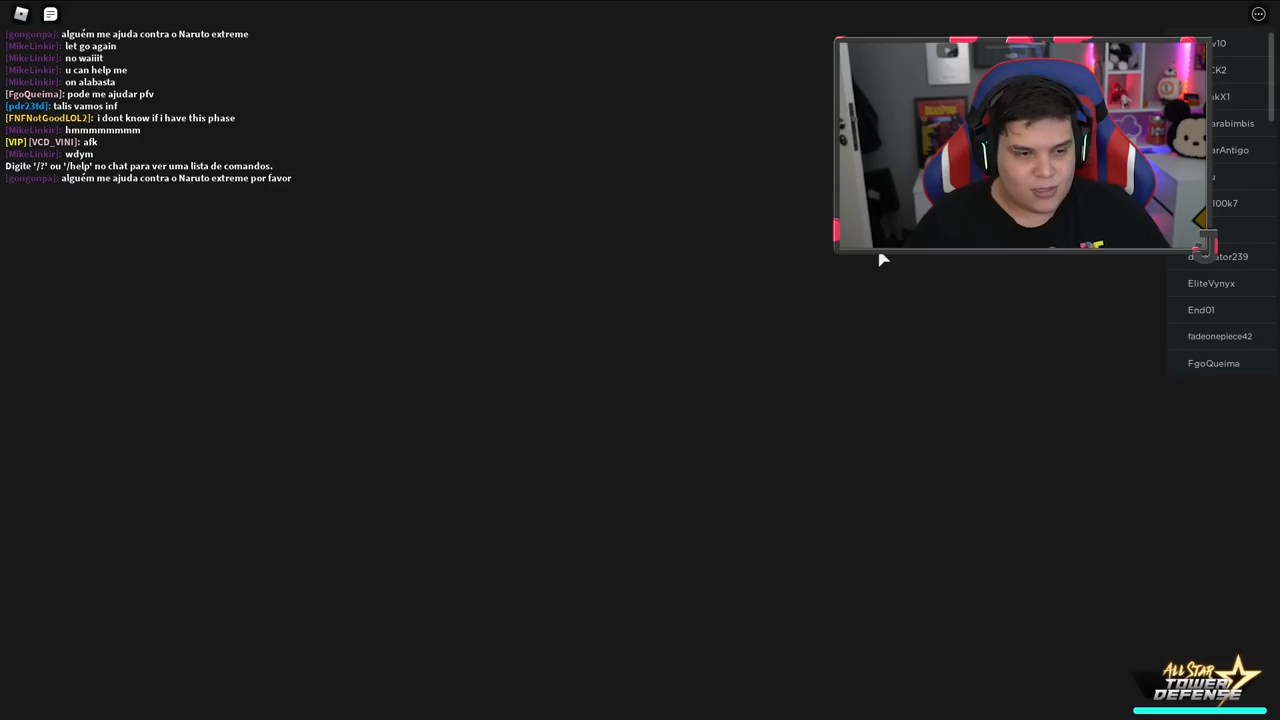 [gongonpa]: alguém me ajuda contra o Naruto extreme
[MikeLinkir]: let go again
[MikeLinkir]: no waiiit
[MikeLinkir]: u can help me
[MikeLinkir]: on alabasta
[FgoQueima]: pode me ajudar pfv
[pdr23td]: talis vamos inf
[FNFNotGoodLOL2]: i dont know if i have this phase
[MikeLinkir]: hmmmmmmmm
[VIP] [VCD_VINI]: afk
[MikeLinkir]: wdym
Digite '/?' ou '/help' no chat para ver uma lista de comandos.
[gongonpa]: alguém me ajuda contra o Naruto extreme por favor
EliteVynyx
End01
fadeonepiece42
FgoQueima
J
ALL STAR
TOWER
DEFENSE